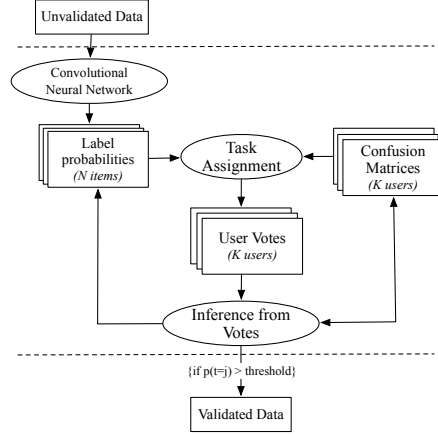 Unvalidated Data
Convolutional
Neural Network
Label
probabilities
(N items)
Task
Assignment
Confusion
Matrices
(K users)
User Votes
(K users)
Inference from
Votes
{if p(t=j) > threshold}
Validated Data